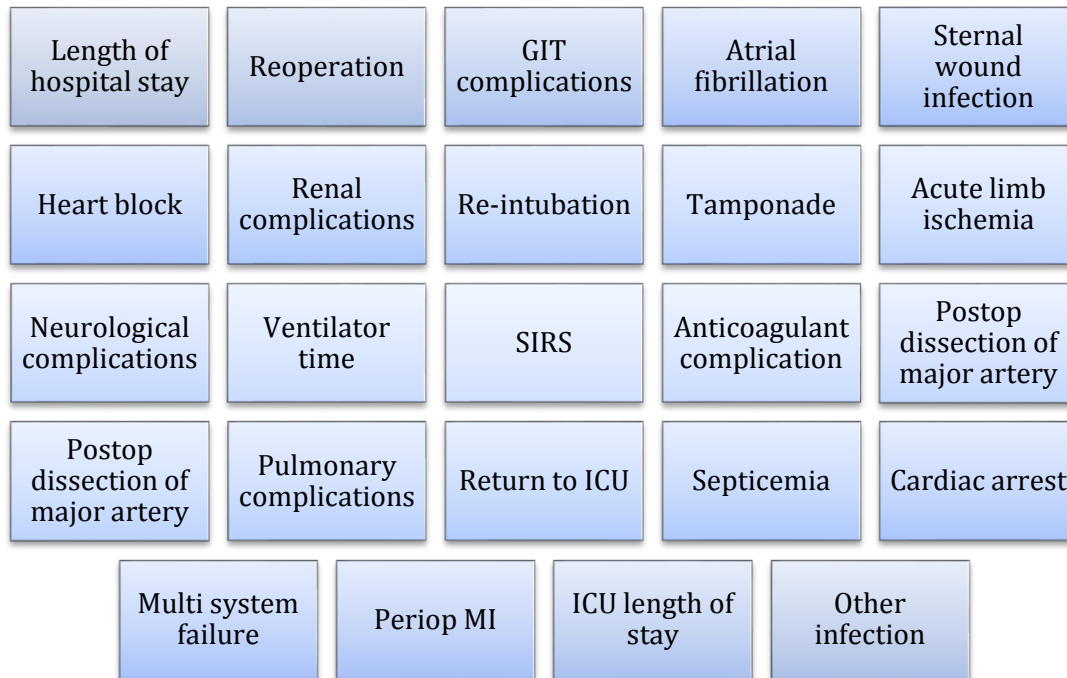 Length of
hospital stay
Reoperation
GIT
complications
Atrial
fibrillation
Sternal
wound
infection
Heart block
Renal
complications
Re-intubation
Tamponade
Acute limb
ischemia
Neurological
complications
Ventilator
time
SIRS
Anticoagulant
complication
Postop
dissection of
major artery
Postop
dissection of
major artery
Pulmonary
complications
Return to ICU
Septicemia
Cardiac arrest
Multi system
failure
Periop MI
ICU length of
stay
Other
infection